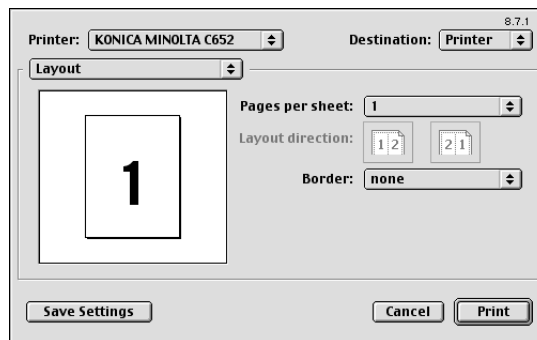 8.7.1
Printer: KONICA MINOLTA C652 Destination: Printer
Layout
Pages per sheet: 1
Layout direction: 1 2 2 1
Border: none
1
Save Settings Cancel Print